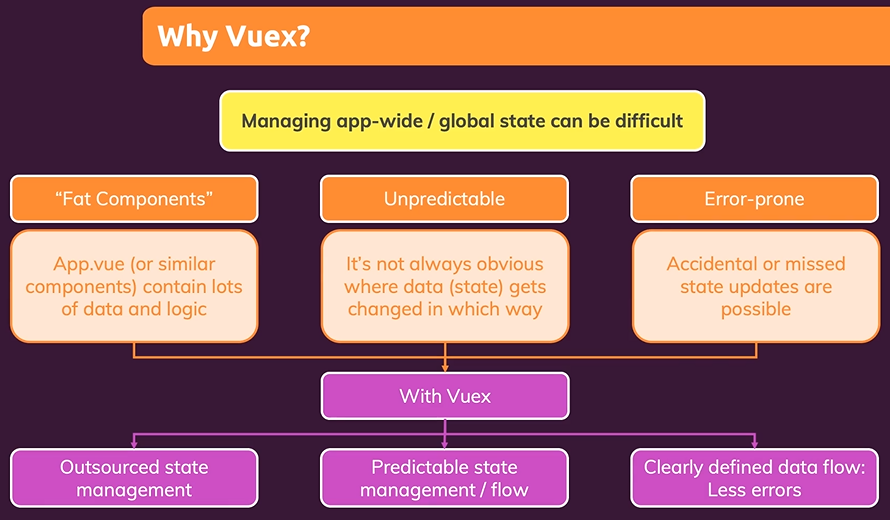 Why Vuex?
Managing app-wide / global state can be difficult
“Fat Components”
App.vue (or similar
components) contain lots
of data and logic
Unpredictable
It’s not always obvious
where data (state) gets
changed in which way
Error-prone
Accidental or missed
state updates are
possible
With Vuex
Outsourced state
management
Predictable state
management / flow
Clearly defined data flow:
Less errors